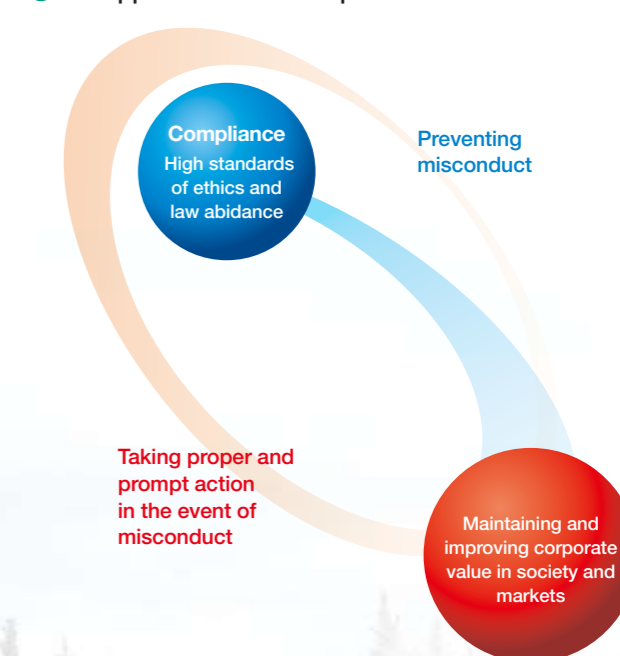 Compliance
High standards
of ethics and
law abidance
Preventing
misconduct
Taking proper and
prompt action
in the event of
misconduct
Maintaining and
improving corporate
value in society and
markets